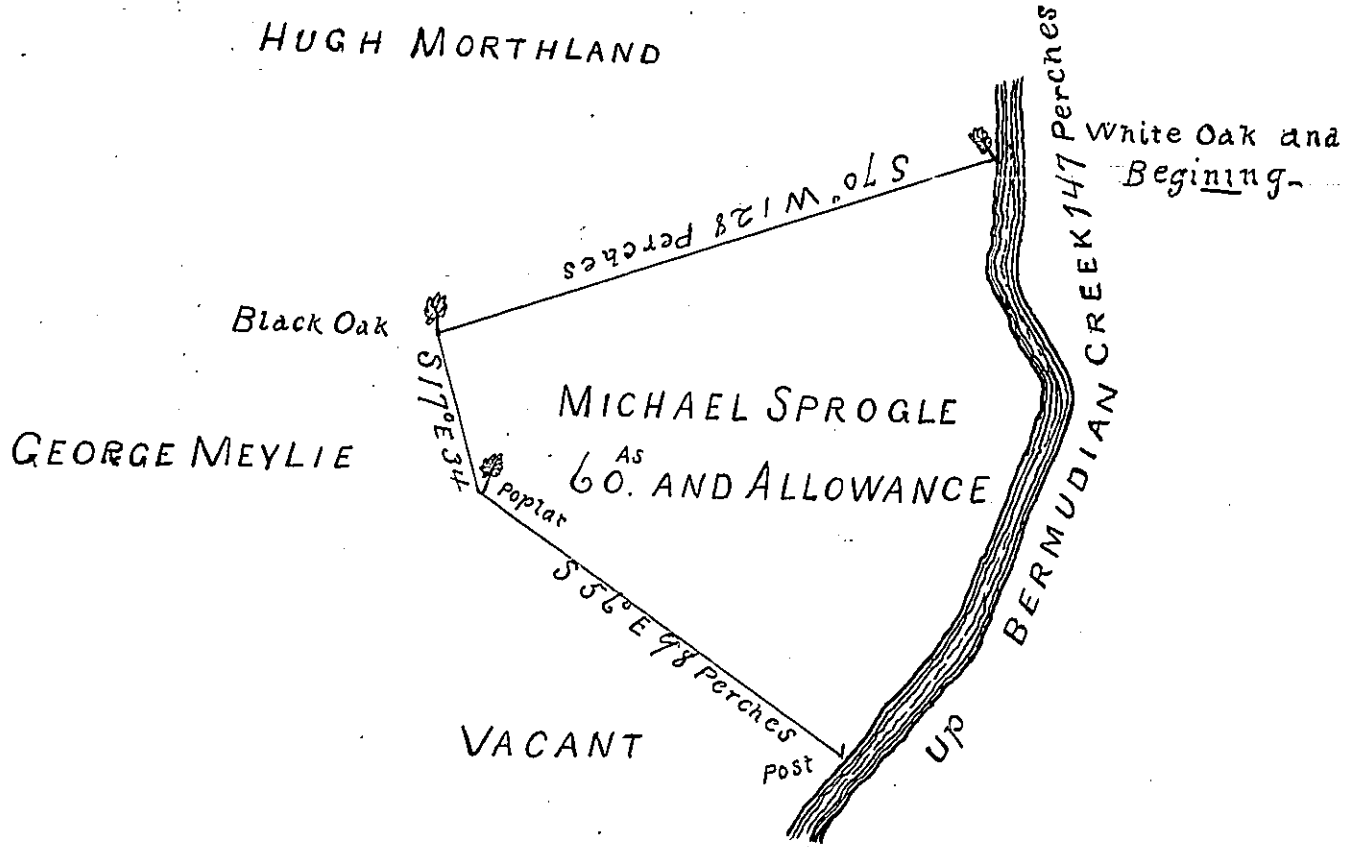 HUGH MORTHLAND
White Oak and
Begining-
S 70° W 128 Perches
Black Oak
S 17° E 34
GEORGE MEYLIE
MICHAEL SPROGLE
60. As AND ALLOWANCE
Poplar
S 56° E 98 Perches
VACANT
Post
Up BERMUDIAN CREEK 147 Perches